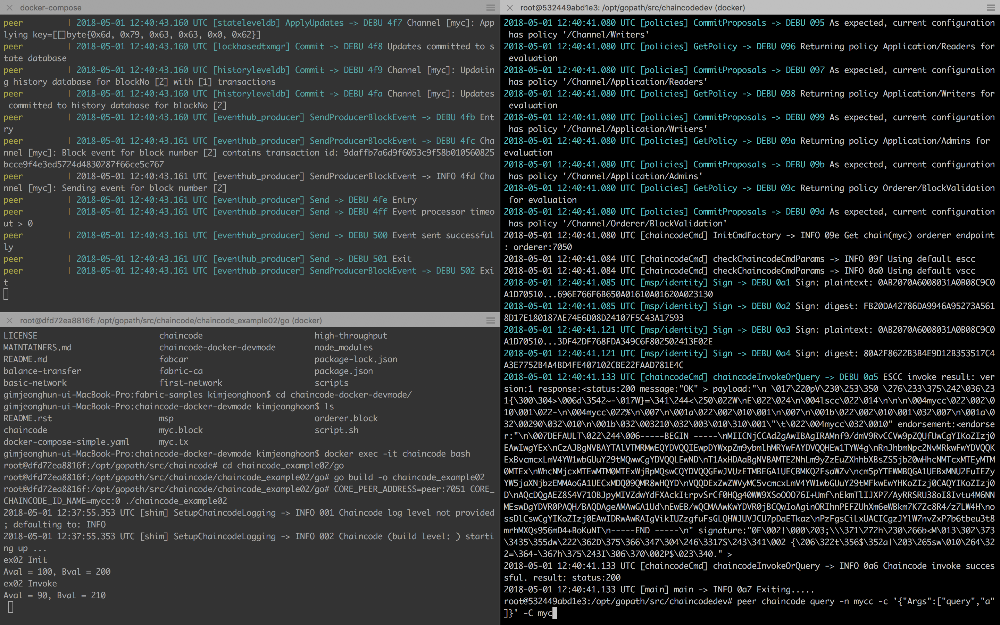 docker-compose
peer         | 2018-05-01 12:40:43.160 UTC [stateleveldb] ApplyUpdates -> DEBU 4f7 Channel [myc]: App
lying key=[[]byte{0x6d, 0x79, 0x63, 0x63, 0x0, 0x62}]
peer         | 2018-05-01 12:40:43.160 UTC [lockbasedtxmgr] Commit -> DEBU 4f8 Updates committed to s
tate database
peer         | 2018-05-01 12:40:43.160 UTC [historyleveldb] Commit -> DEBU 4f9 Channel [myc]: Updatin
g history database for blockNo [2] with [1] transactions
peer         | 2018-05-01 12:40:43.160 UTC [historyleveldb] Commit -> DEBU 4fa Channel [myc]: Updates
 committed to history database for blockNo [2]
peer         | 2018-05-01 12:40:43.160 UTC [eventhub_producer] SendProducerBlockEvent -> DEBU 4fb Ent
ry
peer         | 2018-05-01 12:40:43.161 UTC [eventhub_producer] SendProducerBlockEvent -> DEBU 4fc Cha
nnel [myc]: Block event for block number [2] contains transaction id: 9daffb7a6d9f6053c9f58b010560825
bcce9f4e3ed5724d4830287f66ce5c767
peer         | 2018-05-01 12:40:43.161 UTC [eventhub_producer] SendProducerBlockEvent -> INFO 4fd Cha
nnel [myc]: Sending event for block number [2]
peer         | 2018-05-01 12:40:43.161 UTC [eventhub_producer] Send -> DEBU 4fe Entry
peer         | 2018-05-01 12:40:43.161 UTC [eventhub_producer] Send -> DEBU 4ff Event processor timeo
ut > 0
peer         | 2018-05-01 12:40:43.161 UTC [eventhub_producer] Send -> DEBU 500 Event sent successful
ly
peer         | 2018-05-01 12:40:43.161 UTC [eventhub_producer] Send -> DEBU 501 Exit
peer         | 2018-05-01 12:40:43.161 UTC [eventhub_producer] SendProducerBlockEvent -> DEBU 502 Exi
t
root@dfd72ea8816f: /opt/gopath/src/chaincode/chaincode_example02/go (docker)
LICENSE                         chaincode                       high-throughput
MAINTAINERS.md                  chaincode-docker-devmode        node_modules
README.md                       fabcar                          package-lock.json
balance-transfer                fabric-ca                       package.json
basic-network                   first-network                   scripts
gimjeonghun-ui-MacBook-Pro:fabric-samples kimjeonghoon$ cd chaincode-docker-devmode/
gimjeonghun-ui-MacBook-Pro:chaincode-docker-devmode kimjeonghoon$ ls
README.rst                      msp                             orderer.block
chaincode                       myc.block                       script.sh
docker-compose-simple.yaml      myc.tx
gimjeonghun-ui-MacBook-Pro:chaincode-docker-devmode kimjeonghoon$ docker exec -it chaincode bash
root@dfd72ea8816f:/opt/gopath/src/chaincode# cd chaincode_example02/go
root@dfd72ea8816f:/opt/gopath/src/chaincode/chaincode_example02/go# go build -o chaincode_example02
root@dfd72ea8816f:/opt/gopath/src/chaincode/chaincode_example02/go# CORE_PEER_ADDRESS=peer:7051 CORE_
CHAINCODE_ID_NAME=mycc:0 ./chaincode_example02
2018-05-01 12:37:55.353 UTC [shim] SetupChaincodeLogging -> INFO 001 Chaincode log level not provided
; defaulting to: INFO
2018-05-01 12:37:55.353 UTC [shim] SetupChaincodeLogging -> INFO 002 Chaincode (build level: ) starti
ng up ...
ex02 Init
Aval = 100, Bval = 200
ex02 Invoke
Aval = 90, Bval = 210
root@532449abd1e3: /opt/gopath/src/chaincodedev (docker)
2018-05-01 12:40:41.080 UTC [policies] CommitProposals -> DEBU 095 As expected, current configuration
 has policy '/Channel/Writers'
2018-05-01 12:40:41.080 UTC [policies] GetPolicy -> DEBU 096 Returning policy Application/Readers for
 evaluation
2018-05-01 12:40:41.080 UTC [policies] CommitProposals -> DEBU 097 As expected, current configuration
 has policy '/Channel/Application/Readers'
2018-05-01 12:40:41.080 UTC [policies] GetPolicy -> DEBU 098 Returning policy Application/Writers for
 evaluation
2018-05-01 12:40:41.080 UTC [policies] CommitProposals -> DEBU 099 As expected, current configuration
 has policy '/Channel/Application/Writers'
2018-05-01 12:40:41.080 UTC [policies] GetPolicy -> DEBU 09a Returning policy Application/Admins for
evaluation
2018-05-01 12:40:41.080 UTC [policies] CommitProposals -> DEBU 09b As expected, current configuration
 has policy '/Channel/Application/Admins'
2018-05-01 12:40:41.080 UTC [policies] GetPolicy -> DEBU 09c Returning policy Orderer/BlockValidation
 for evaluation
2018-05-01 12:40:41.080 UTC [policies] CommitProposals -> DEBU 09d As expected, current configuration
 has policy '/Channel/Orderer/BlockValidation'
2018-05-01 12:40:41.080 UTC [chaincodeCmd] InitCmdFactory -> INFO 09e Get chain(myc) orderer endpoint
: orderer:7050
2018-05-01 12:40:41.084 UTC [chaincodeCmd] checkChaincodeCmdParams -> INFO 09f Using default escc
2018-05-01 12:40:41.084 UTC [chaincodeCmd] checkChaincodeCmdParams -> INFO 0a0 Using default vscc
2018-05-01 12:40:41.085 UTC [msp/identity] Sign -> DEBU 0a1 Sign: plaintext: 0AB2070A6008031A0B08C9C0
A1D70510...696E766F6B650A01610A01620A023130
2018-05-01 12:40:41.085 UTC [msp/identity] Sign -> DEBU 0a2 Sign: digest: FB20DA42786DA9946A95273A561
8D17E180187AE74E6D08D24107F5C43A17593
2018-05-01 12:40:41.121 UTC [msp/identity] Sign -> DEBU 0a3 Sign: plaintext: 0AB2070A6008031A0B08C9C0
A1D70510...3DF42DF768FDA349C6F802502413E02E
2018-05-01 12:40:41.121 UTC [msp/identity] Sign -> DEBU 0a4 Sign: digest: 80A2F8622B3B4E9D12B353517C4
A3E7752B4A4BD4FE407102CBE22FAAD781E4C
2018-05-01 12:40:41.133 UTC [chaincodeCmd] chaincodeInvokeOrQuery -> DEBU 0a5 ESCC invoke result: ver
sion:1 response:<status:200 message:"OK" > payload:"\n \017\220pV\230\253\350 \276\233\375\242\036\23
1{\300\304>\006d\3542~-\017W}=\341\244<\250\022W\nE\022\024\n\004lscc\022\014\n\n\n\004mycc\022\002\0
10\001\022-\n\004mycc\022%\n\007\n\001a\022\002\010\001\n\007\n\001b\022\002\010\001\032\007\n\001a\0
32\00290\032\010\n\001b\032\003210\032\003\010\310\001\"\t\022\004mycc\032\0010" endorsement:<endorse
r:"\n\007DEFAULT\022\244\006-----BEGIN -----\nMIICNjCCAd2gAwIBAgIRAMnf9/dmV9RvCCVw9pZQUfUwCgYIKoZIzj0
EAwIwgYEx\nCzAJBgNVBAYTAlVTMRMwEQYDVQQIEwpDYWxpZm9ybmlhMRYwFAYDVQQHEw1TYW4g\nRnJhbmNpc2NvMRkwFwYDVQQK
ExBvcmcxLmV4YW1wbGUuY29tMQwwCgYDVQQLEwND\nT1AxHDAaBgNVBAMTE2NhLm9yZzEuZXhhbXBsZS5jb20wHhcNMTcxMTEyMTM
0MTEx\nWhcNMjcxMTEwMTM0MTExWjBpMQswCQYDVQQGEwJVUzETMBEGA1UECBMKQ2FsaWZv\ncm5pYTEWMBQGA1UEBxMNU2FuIEZy
YW5jaXNjbzEMMAoGA1UECxMDQ09QMR8wHQYD\nVQQDExZwZWVyMC5vcmcxLmV4YW1wbGUuY29tMFkwEwYHKoZIzj0CAQYIKoZIzj0
D\nAQcDQgAEZ8S4V71OBJpyMIVZdwYdFXAckItrpvSrCf0HQg40WW9XSoOOO76I+Umf\nEkmTlIJXP7/AyRRSRU38oI8Ivtu4M6NN
MEswDgYDVR0PAQH/BAQDAgeAMAwGA1Ud\nEwEB/wQCMAAwKwYDVR0jBCQwIoAginORIhnPEFZUhXm6eWBkm7K7Zc8R4/z7LW4H\no
ssDlCswCgYIKoZIzj0EAwIDRwAwRAIgVikIUZzgfuFsGLQHWJUVJCU7pDaETkaz\nPzFgsCiLxUACICgzJYlW7nvZxP7b6tbeu3t8
mrhMXQs956mD4+BoKuNI\n-----END -----\n" signature:"0E\002!\000\203;\\\371\272h\230\266b<M\013\302\373
\3435\355dw\222\362D\375\366\347\304\246\3317S\243\341\002 {\206\322t\356$\352a|\203\265sw\010\264\32
2=\364-\367h\375\243I\306\370\002P$\023\340." >
2018-05-01 12:40:41.133 UTC [chaincodeCmd] chaincodeInvokeOrQuery -> INFO 0a6 Chaincode invoke succes
sful. result: status:200
2018-05-01 12:40:41.133 UTC [main] main -> INFO 0a7 Exiting.....
root@532449abd1e3:/opt/gopath/src/chaincodedev# peer chaincode query -n mycc -c '{"Args":["query","a"
]}' -C myc